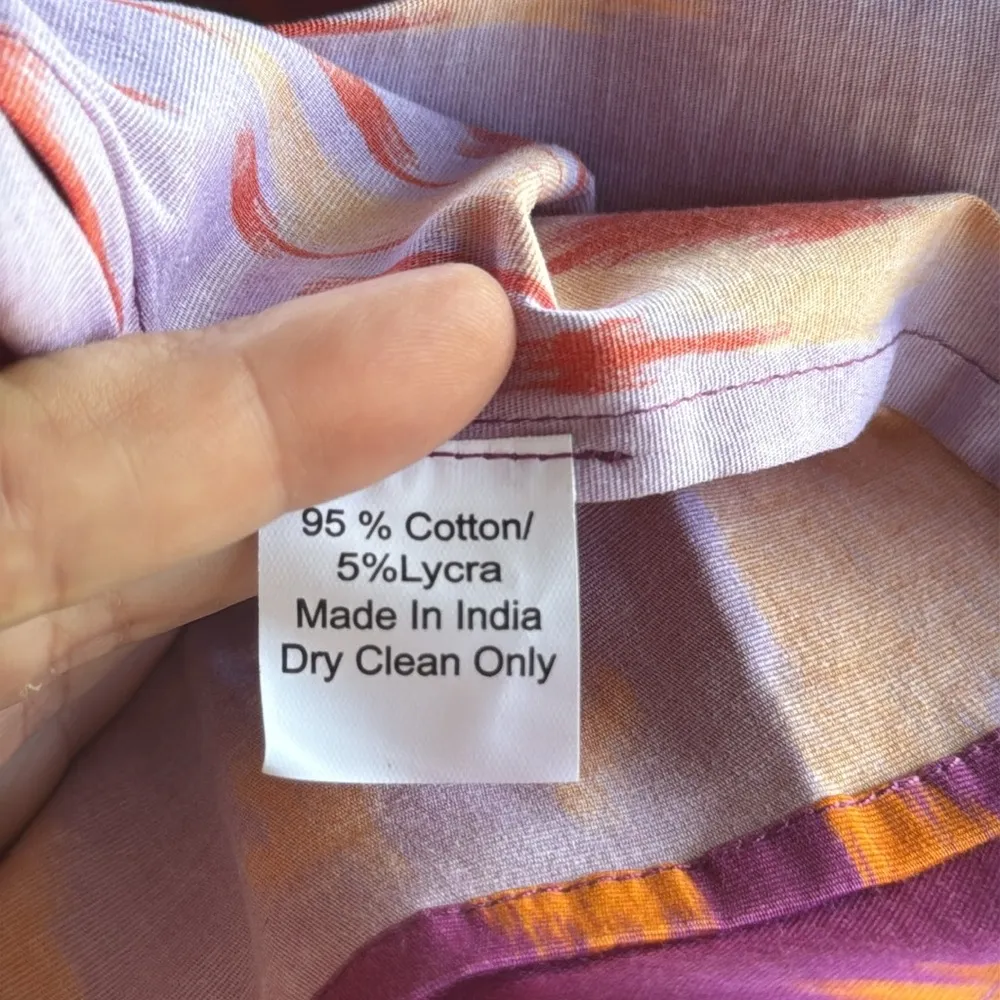 95 % Cotton/
5%Lycra
Made In India
Dry Clean Only